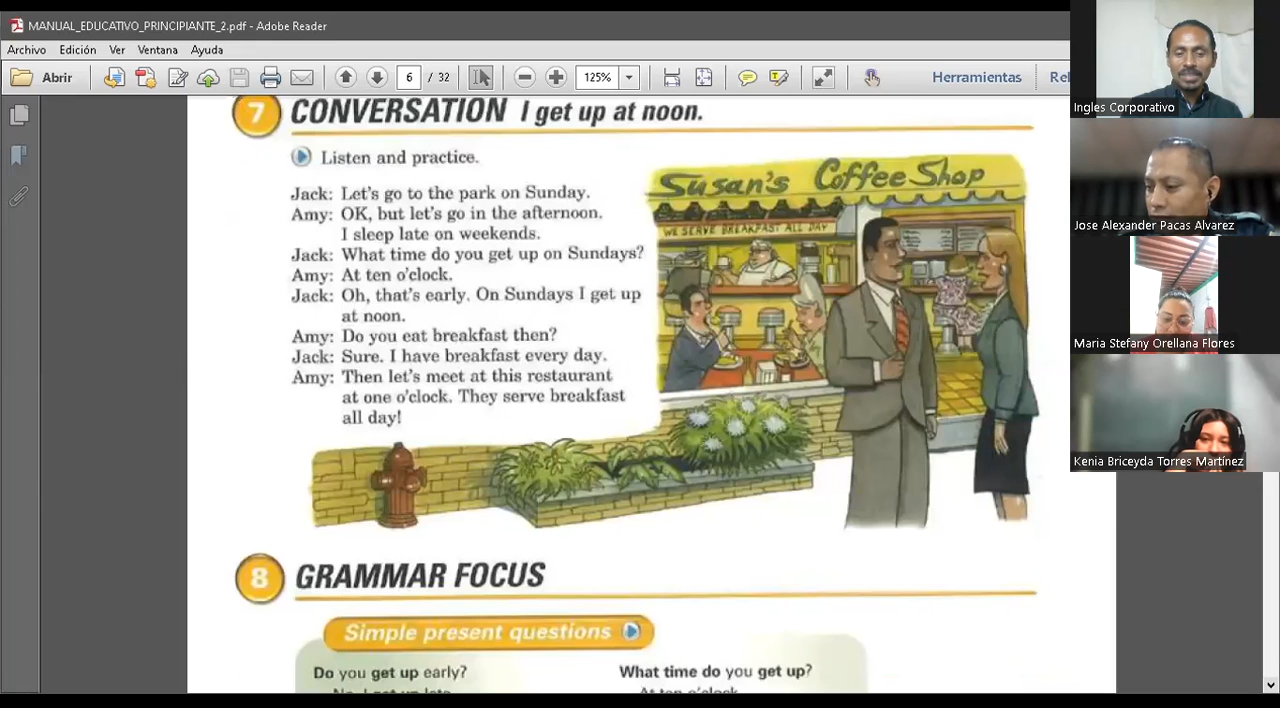 MANUAL_EDUCATIVO_PRINCIPIANTE_2.pdf - Adobe Reader
Archivo Edición Ver Ventana Ayuda
Abrir 6 / 32 125% Herramientas
7 CONVERSATION I get up at noon.
Listen and practice.
Jack: Let's go to the park on Sunday.
Amy: OK, but let's go in the afternoon.
I sleep late on weekends.
Jack: What time do you get up on Sundays?
Amy: At ten o'clock.
Jack: Oh, that's early. On Sundays I get up
at noon.
Amy: Do you eat breakfast then?
Jack: Sure. I have breakfast every day.
Amy: Then let's meet at this restaurant
at one o'clock. They serve breakfast
all day!
Susan's Coffee Shop
WE SERVE BREAKFAST ALL DAY
8 GRAMMAR FOCUS
Simple present questions
Do you get up early?
What time do you get up?
Ingles Corporativo
Jose Alexander Pacas Alvarez
Maria Stefany Orellana Flores
Kenia Briceyda Torres Martínez